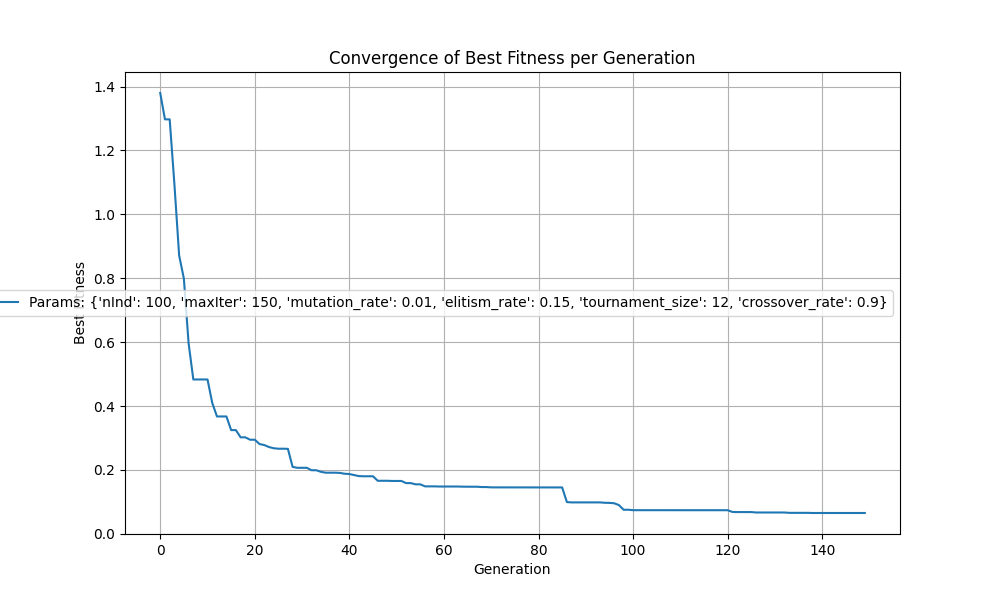 Convergence of Best Fitness per Generation
1.4
1.2
1.0
0.8
0.6
0.4
0.2
0.0
Best
ness
Params: {'nInd': 100, 'maxIter': 150, 'mutation_rate': 0.01, 'elitism_rate': 0.15, 'tournament_size': 12, 'crossover_rate': 0.9}
0 20 40 60 80 100 120 140
Generation